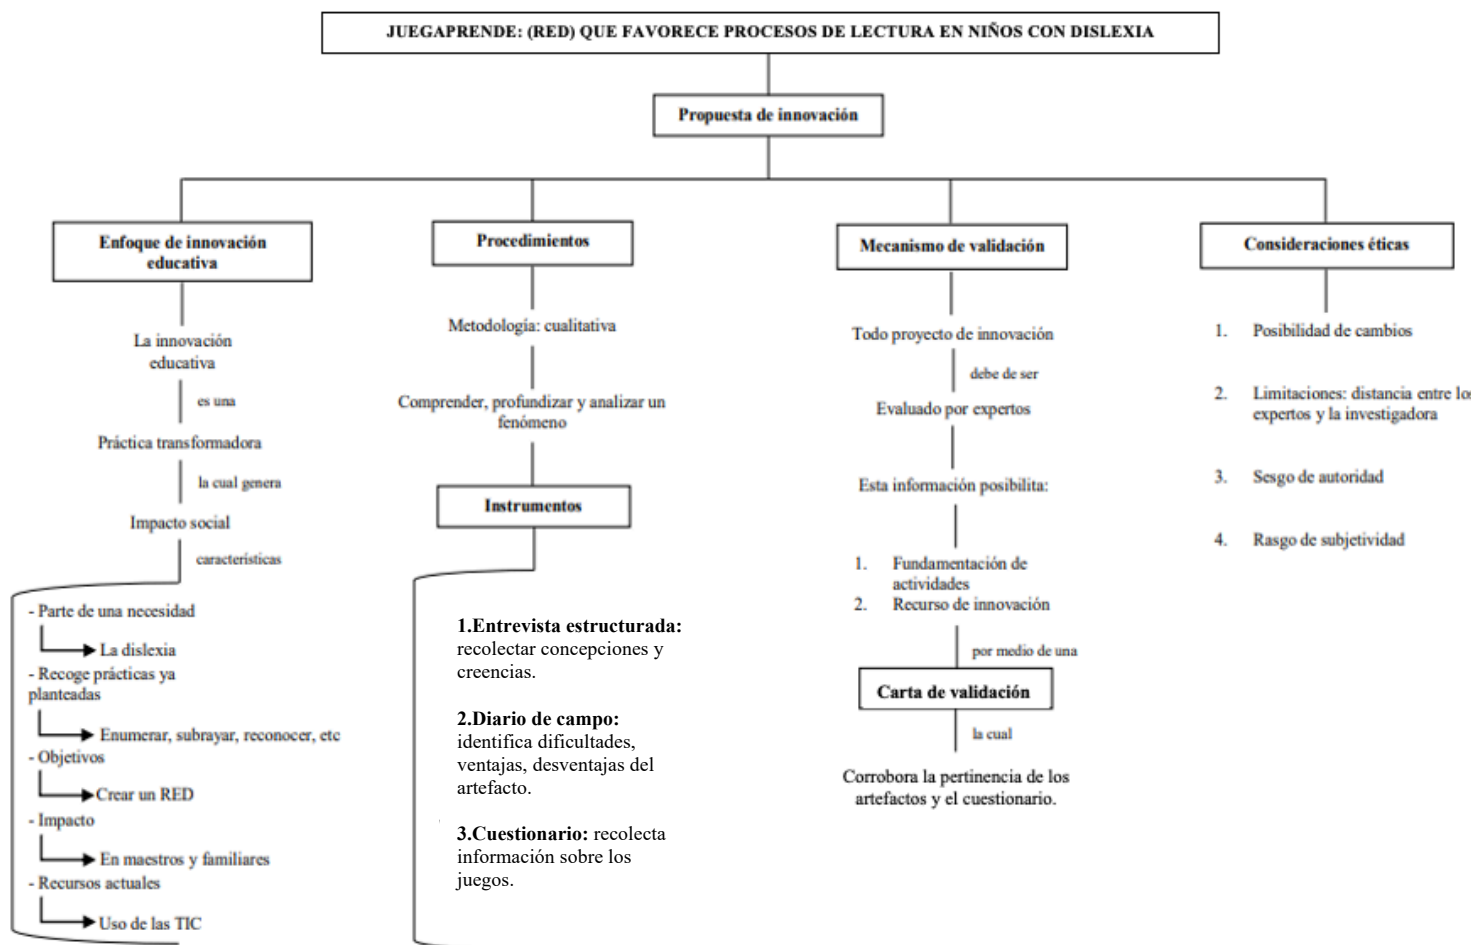 JUEGAPRENDE: (RED) QUE FAVORECE PROCESOS DE LECTURA EN NIÑOS CON DISLEXIA
Propuesta de innovación
Enfoque de innovación
educativa
La innovación
educativa
es una
Práctica transformadora
la cual genera
Impacto social
características
- Parte de una necesidad
La dislexia
- Recoge prácticas ya
planteadas
Enumerar, subrayar, reconocer, etc
- Objetivos
Crear un RED
- Impacto
En maestros y familiares
- Recursos actuales
Uso de las TIC
Procedimientos
Metodología: cualitativa
Comprender, profundizar y analizar un
fenómeno
Instrumentos
1.Entrevista estructurada:
recolectar concepciones y
creencias.
2.Diario de campo:
identifica dificultades,
ventajas, desventajas del
artefacto.
3.Cuestionario: recolecta
información sobre los
juegos.
Mecanismo de validación
Todo proyecto de innovación
debe de ser
Evaluado por expertos
Esta información posibilita:
1. Fundamentación de
actividades
2. Recurso de innovación
por medio de una
Carta de validación
la cual
Corrobora la pertinencia de los
artefactos y el cuestionario.
Consideraciones éticas
1. Posibilidad de cambios
2. Limitaciones: distancia entre los
expertos y la investigadora
3. Sesgo de autoridad
4. Rasgo de subjetividad